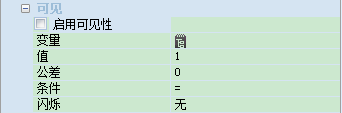 可见
启用可见性
变量
值 1
公差 0
条件 =
闪烁 无